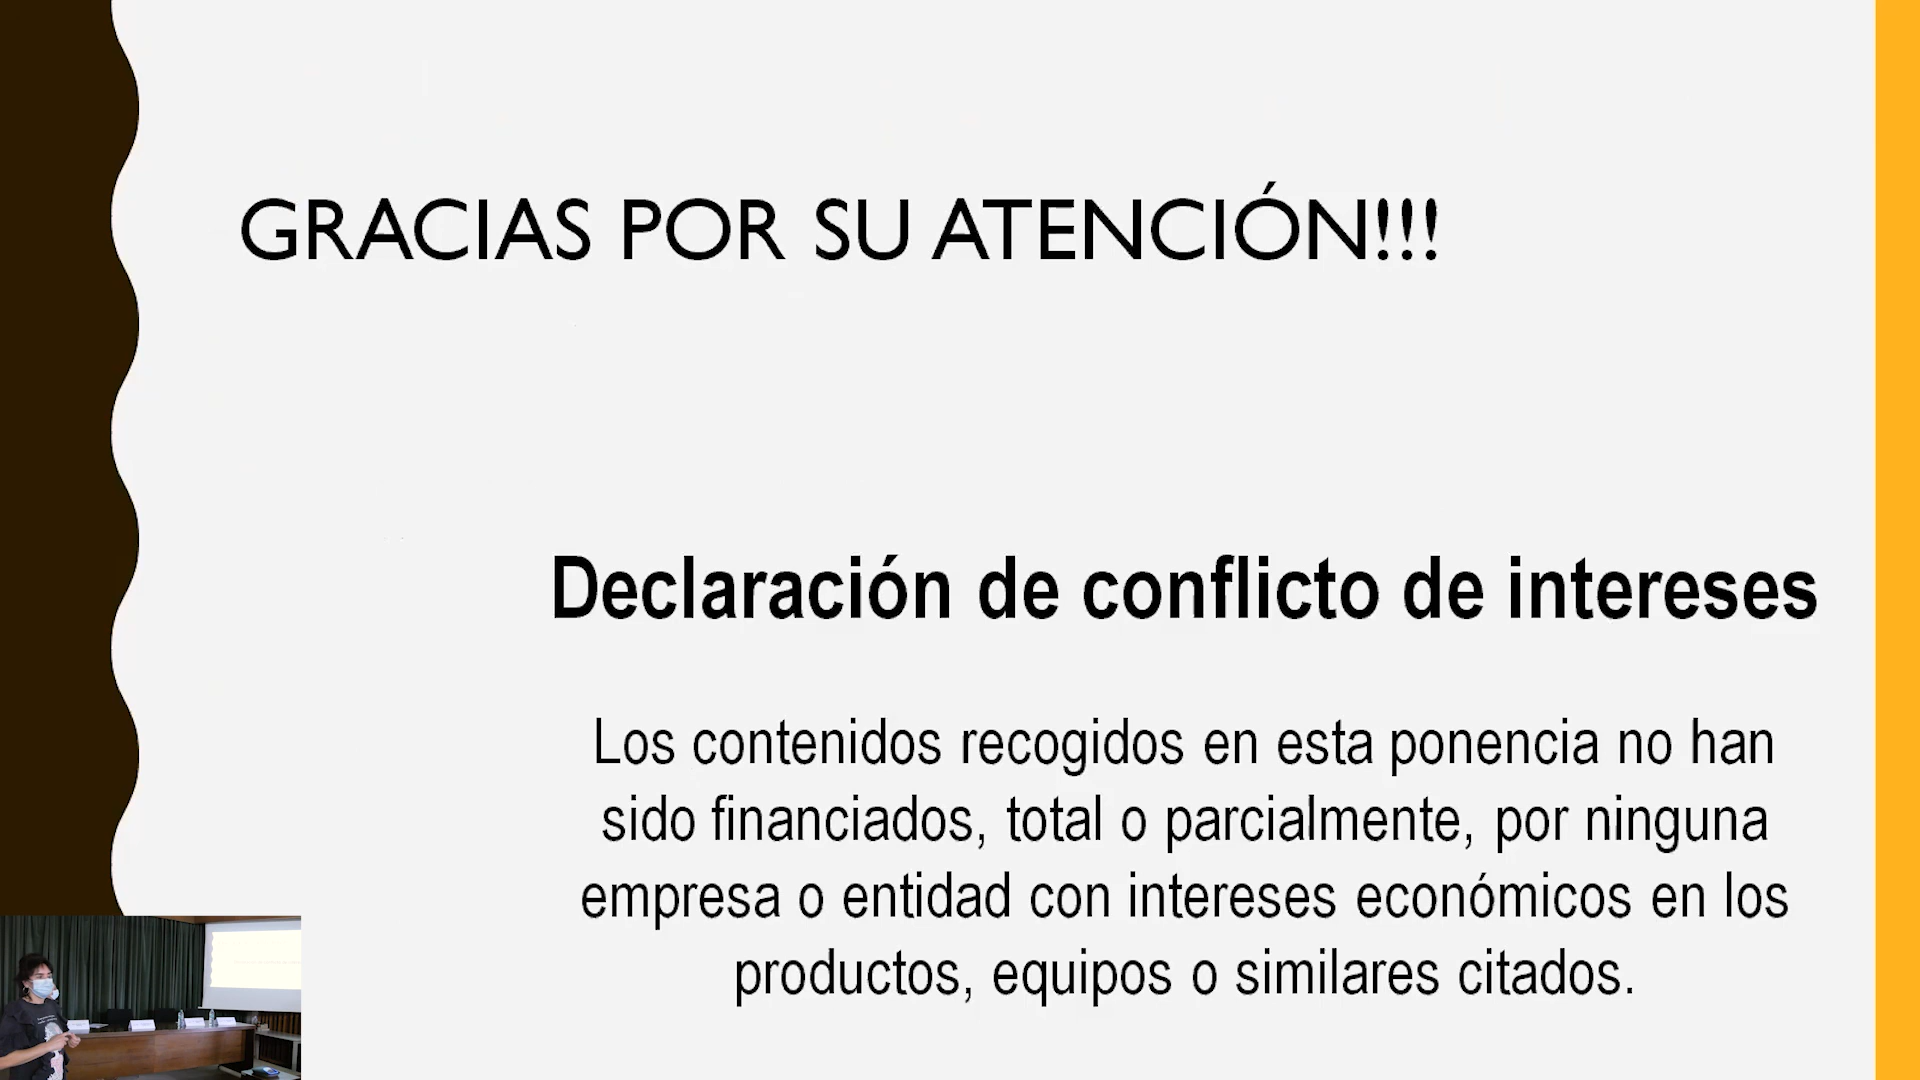 GRACIAS POR SU ATENCIÓN!!!
Declaración de conflicto de intereses
Los contenidos recogidos en esta ponencia no han
sido financiados, total o parcialmente, por ninguna
empresa o entidad con intereses económicos en los
productos, equipos o similares citados.